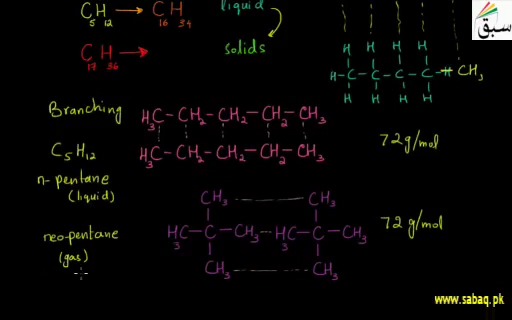 C5H12 → C16H34 liquid
سبق
C17H36 → solids
H H H H
H-C-C-C-C-H CH3
H H H H
Branching H3C-CH2-CH2-CH2-CH3
72g/mol
C5H12 H3C-CH2-CH2-CH2-CH3
n-pentane
(liquid)
CH3 CH3
72 g/mol
neo-pentane H3C-C-CH3---H3C-C-CH3
(gas)
CH3 CH3
www.sabaq.pk